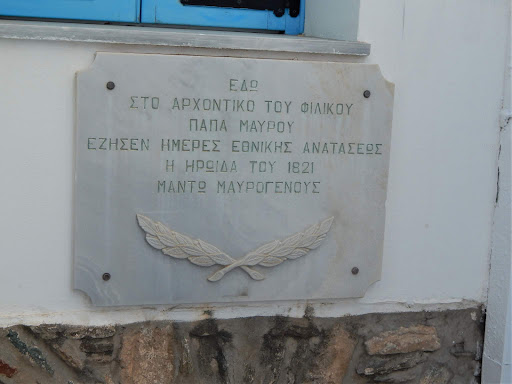 ΕΔΩ
ΣΤΟ ΑΡΧΟΝΤΙΚΟ ΤΟΥ ΦΙΛΙΚΟΥ
ΠΑΠΑ ΜΑΥΡΟΥ
ΕΖΗΣΕΝ ΗΜΕΡΕΣ ΕΘΝΙΚΗΣ ΑΝΑΤΑΣΕΩΣ
Η ΗΡΩΙΔΑ ΤΟΥ 1821
ΜΑΝΤΩ ΜΑΥΡΟΓΕΝΟΥΣ